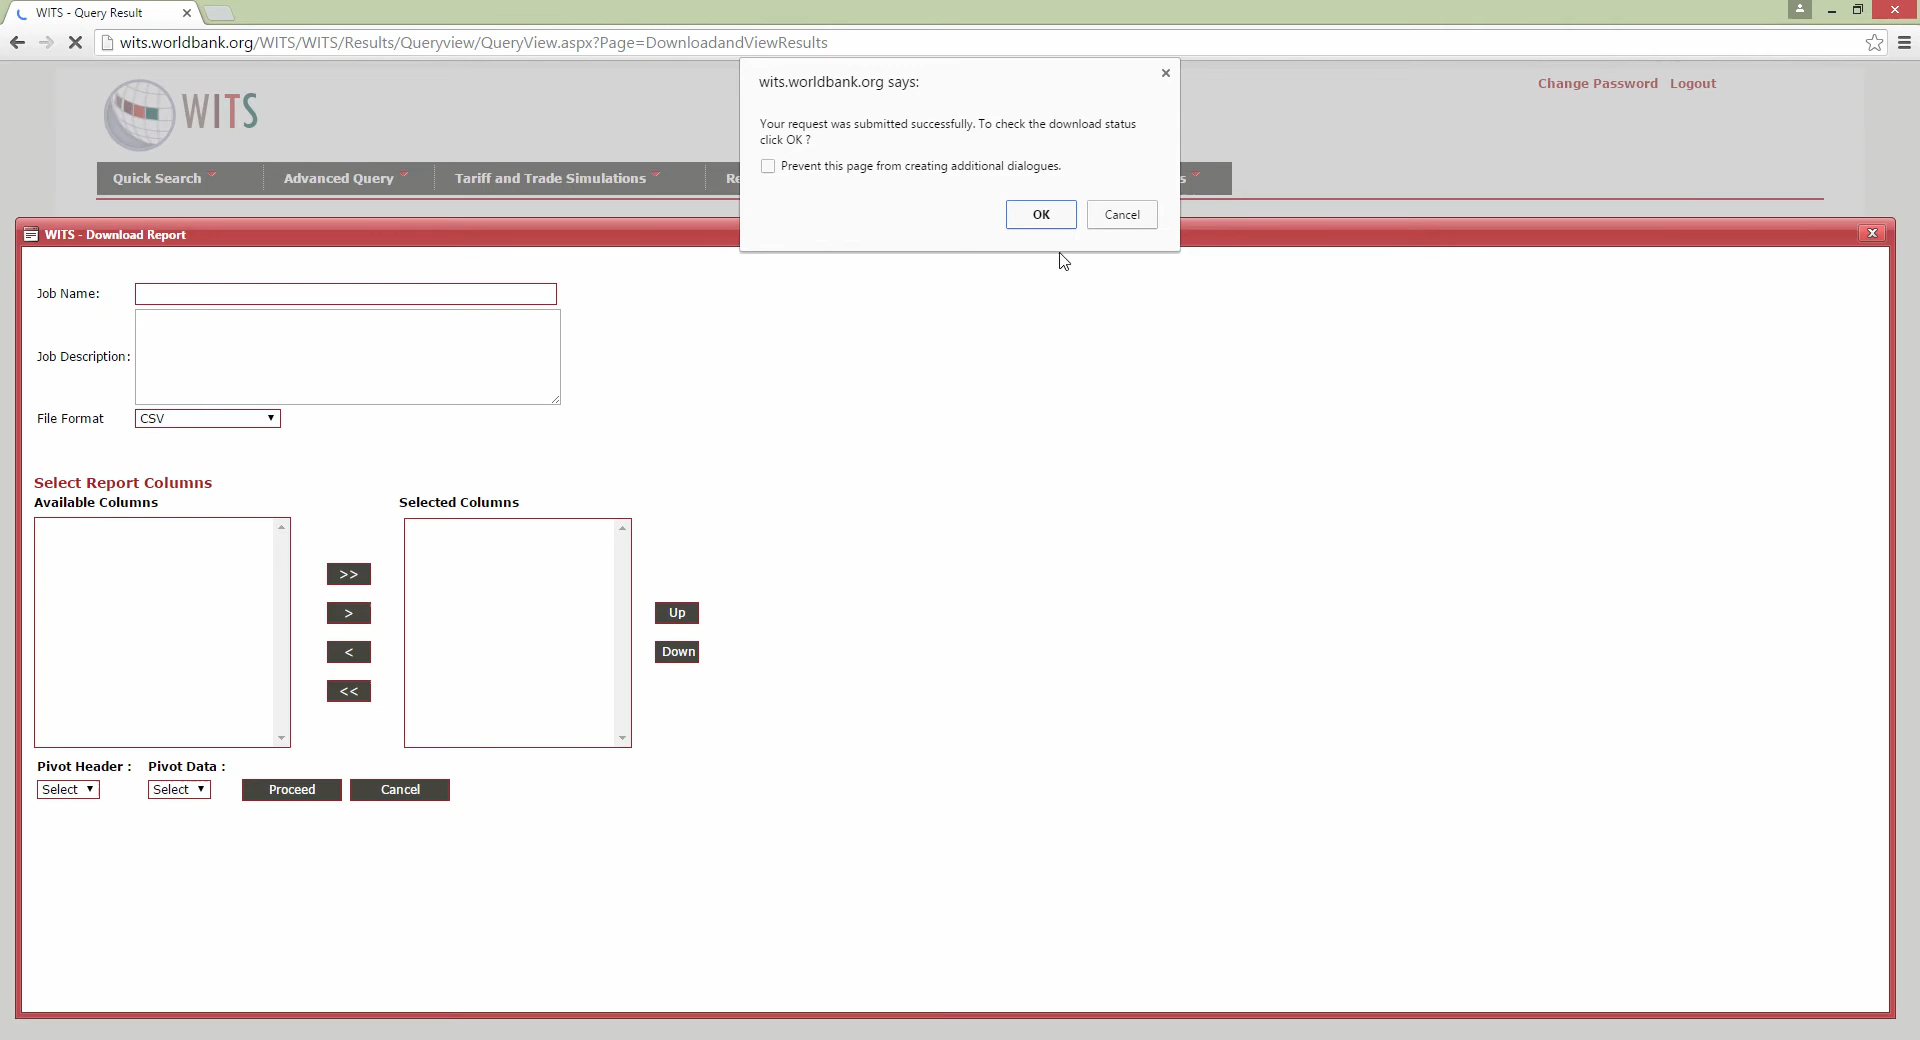 WITS - Query Result
wits.worldbank.org/WITS/WITS/Results/Queryview/QueryView.aspx?Page=DownloadandViewResults
wits.worldbank.org says:
Your request was submitted successfully. To check the download status
click OK ?
Prevent this page from creating additional dialogues.
OK Cancel
Change Password Logout
WITS
Quick Search Advanced Query Tariff and Trade Simulations
WITS - Download Report
Job Name:
Job Description:
File Format CSV
Select Report Columns
Available Columns Selected Columns
>>
>
<
<<
Up
Down
Pivot Header : Pivot Data :
Select Select Proceed Cancel